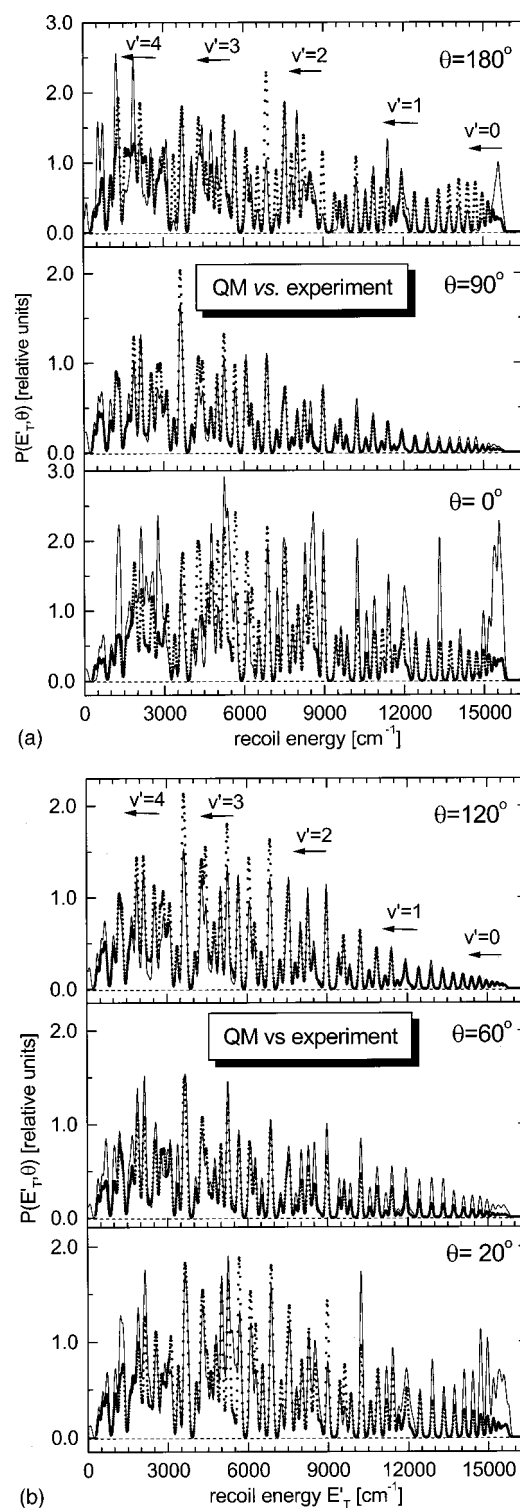 3.0
v'=4
v'=3
v'=2
v'=1
v'=0
θ=180°
2.0
1.0
0.0
QM vs. experiment
θ=90°
2.0
1.0
0.0
P(E'T,θ) [relative units]
3.0
θ= 0°
2.0
1.0
0.0
0 3000 6000 9000 12000 15000
(a)
recoil energy [cm-1]
v'=4
v'=3
v'=2
v'=1
v'=0
θ=120°
2.0
1.0
0.0
QM vs experiment
θ=60°
2.0
1.0
0.0
P(E'T,θ) [relative units]
θ= 20°
2.0
1.0
0.0
0 3000 6000 9000 12000 15000
(b)
recoil energy E'T [cm-1]